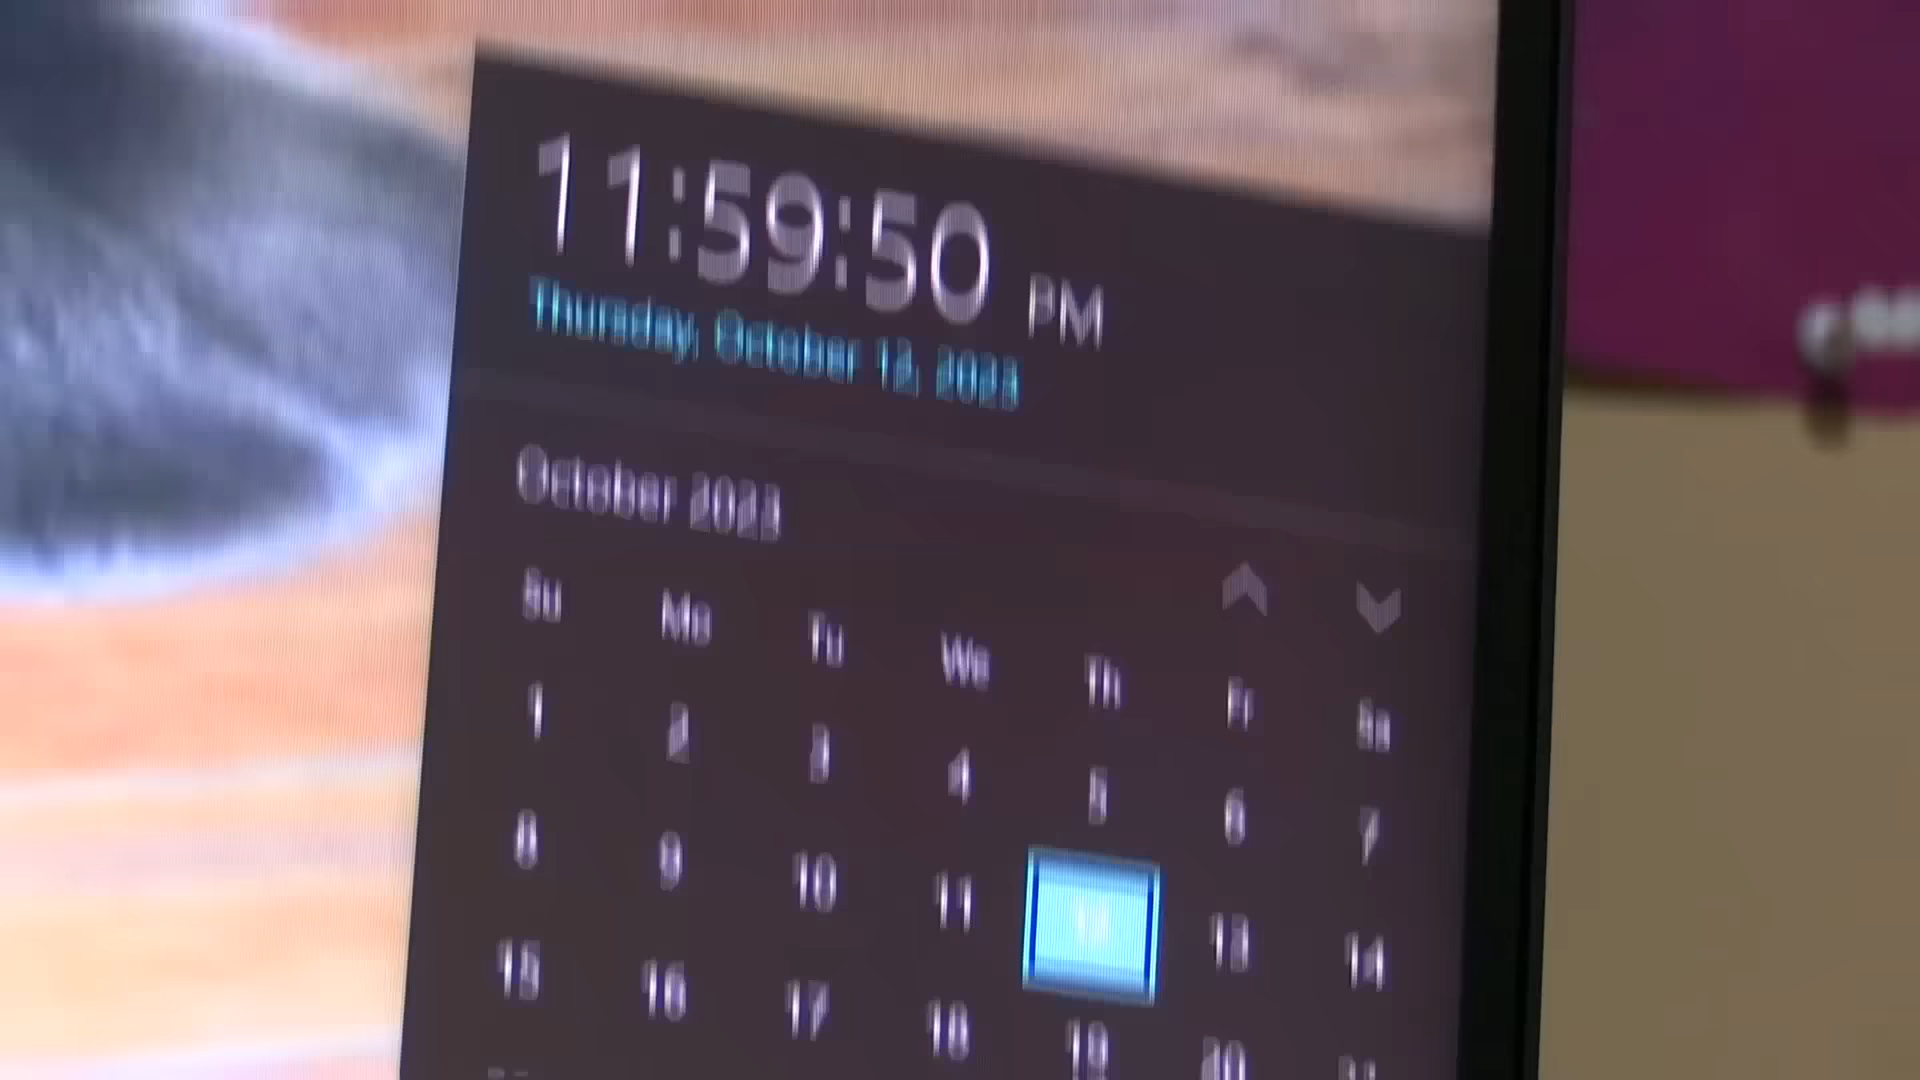 11:59:50 PM
Thursday, October 12, 2023
October 2023
Su Mo Tu We Th Fr Sa
1 2 3 4 5 6 7
8 9 10 11 12 13 14
15 16 17 18 19 20 21